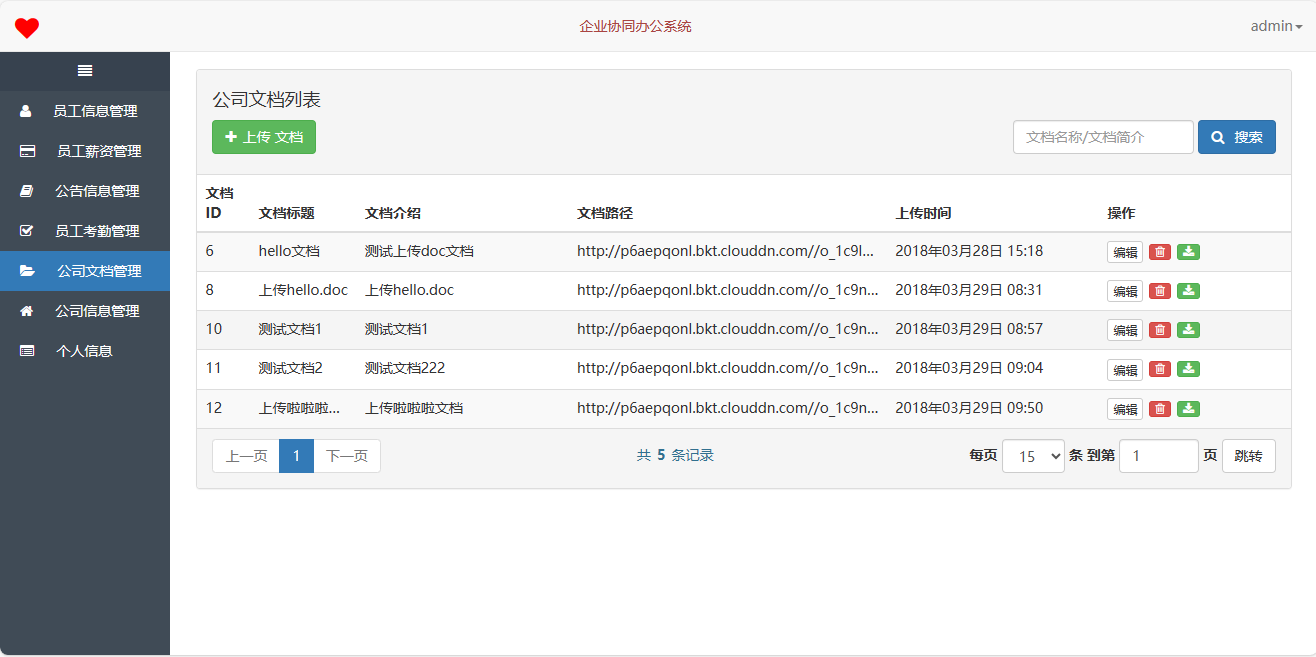 企业协同办公系统
admin
员工信息管理
员工薪资管理
公告信息管理
员工考勤管理
公司文档管理
公司信息管理
个人信息
公司文档列表
上传 文档
文档名称/文档简介
搜索
文档ID 文档标题 文档介绍 文档路径 上传时间 操作
6 hello文档 测试上传doc文档 http://p6aepqonl.bkt.clouddn.com//o_1c9l... 2018年03月28日 15:18 编辑
8 上传hello.doc 上传hello.doc http://p6aepqonl.bkt.clouddn.com//o_1c9n... 2018年03月29日 08:31 编辑
10 测试文档1 测试文档1 http://p6aepqonl.bkt.clouddn.com//o_1c9n... 2018年03月29日 08:57 编辑
11 测试文档2 测试文档222 http://p6aepqonl.bkt.clouddn.com//o_1c9n... 2018年03月29日 09:04 编辑
12 上传啦啦啦... 上传啦啦啦文档 http://p6aepqonl.bkt.clouddn.com//o_1c9n... 2018年03月29日 09:50 编辑
上一页 1 下一页 共 5 条记录 每页 15 条 到第 1 页 跳转